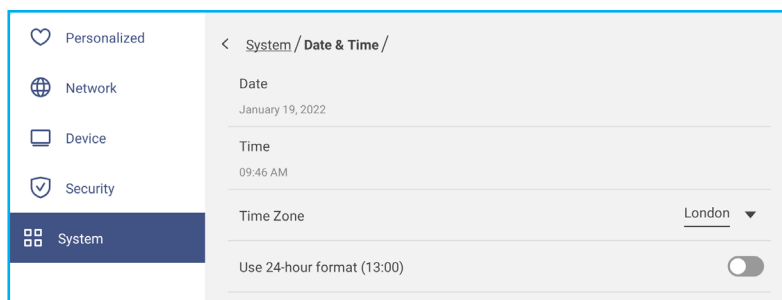 Personalized
Network
Device
Security
System
System / Date & Time /
Date
January 19, 2022
Time
09:46 AM
Time Zone
London
Use 24-hour format (13:00)